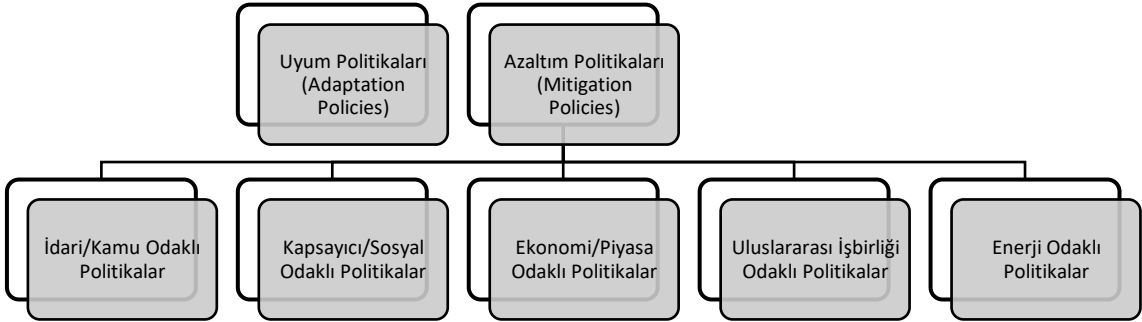 Uyum Politikaları
(Adaptation
Policies)
Azaltım Politikaları
(Mitigation
Policies)
İdari/Kamu Odaklı
Politikalar
Kapsayıcı/Sosyal
Odaklı Politikalar
Ekonomi/Piyasa
Odaklı Politikalar
Uluslararası İşbirliği
Odaklı Politikalar
Enerji Odaklı
Politikalar